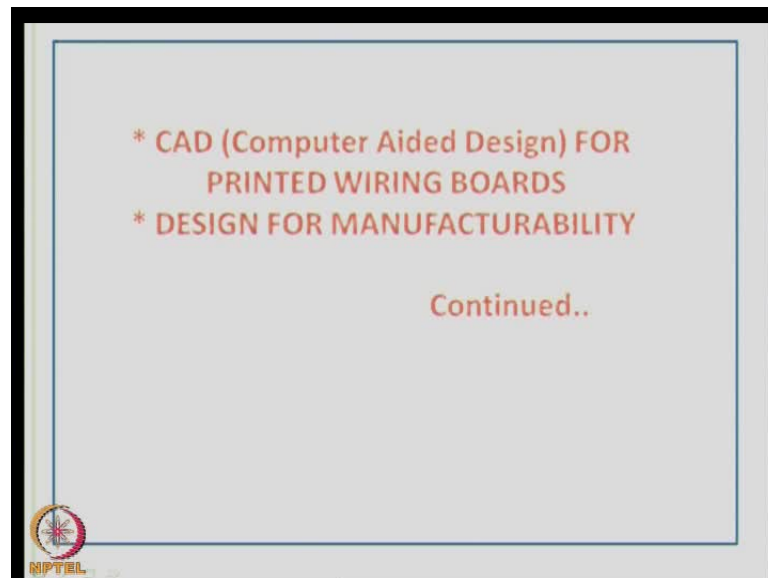 * CAD (Computer Aided Design) FOR
PRINTED WIRING BOARDS
* DESIGN FOR MANUFACTURABILITY
Continued..
NPTEL